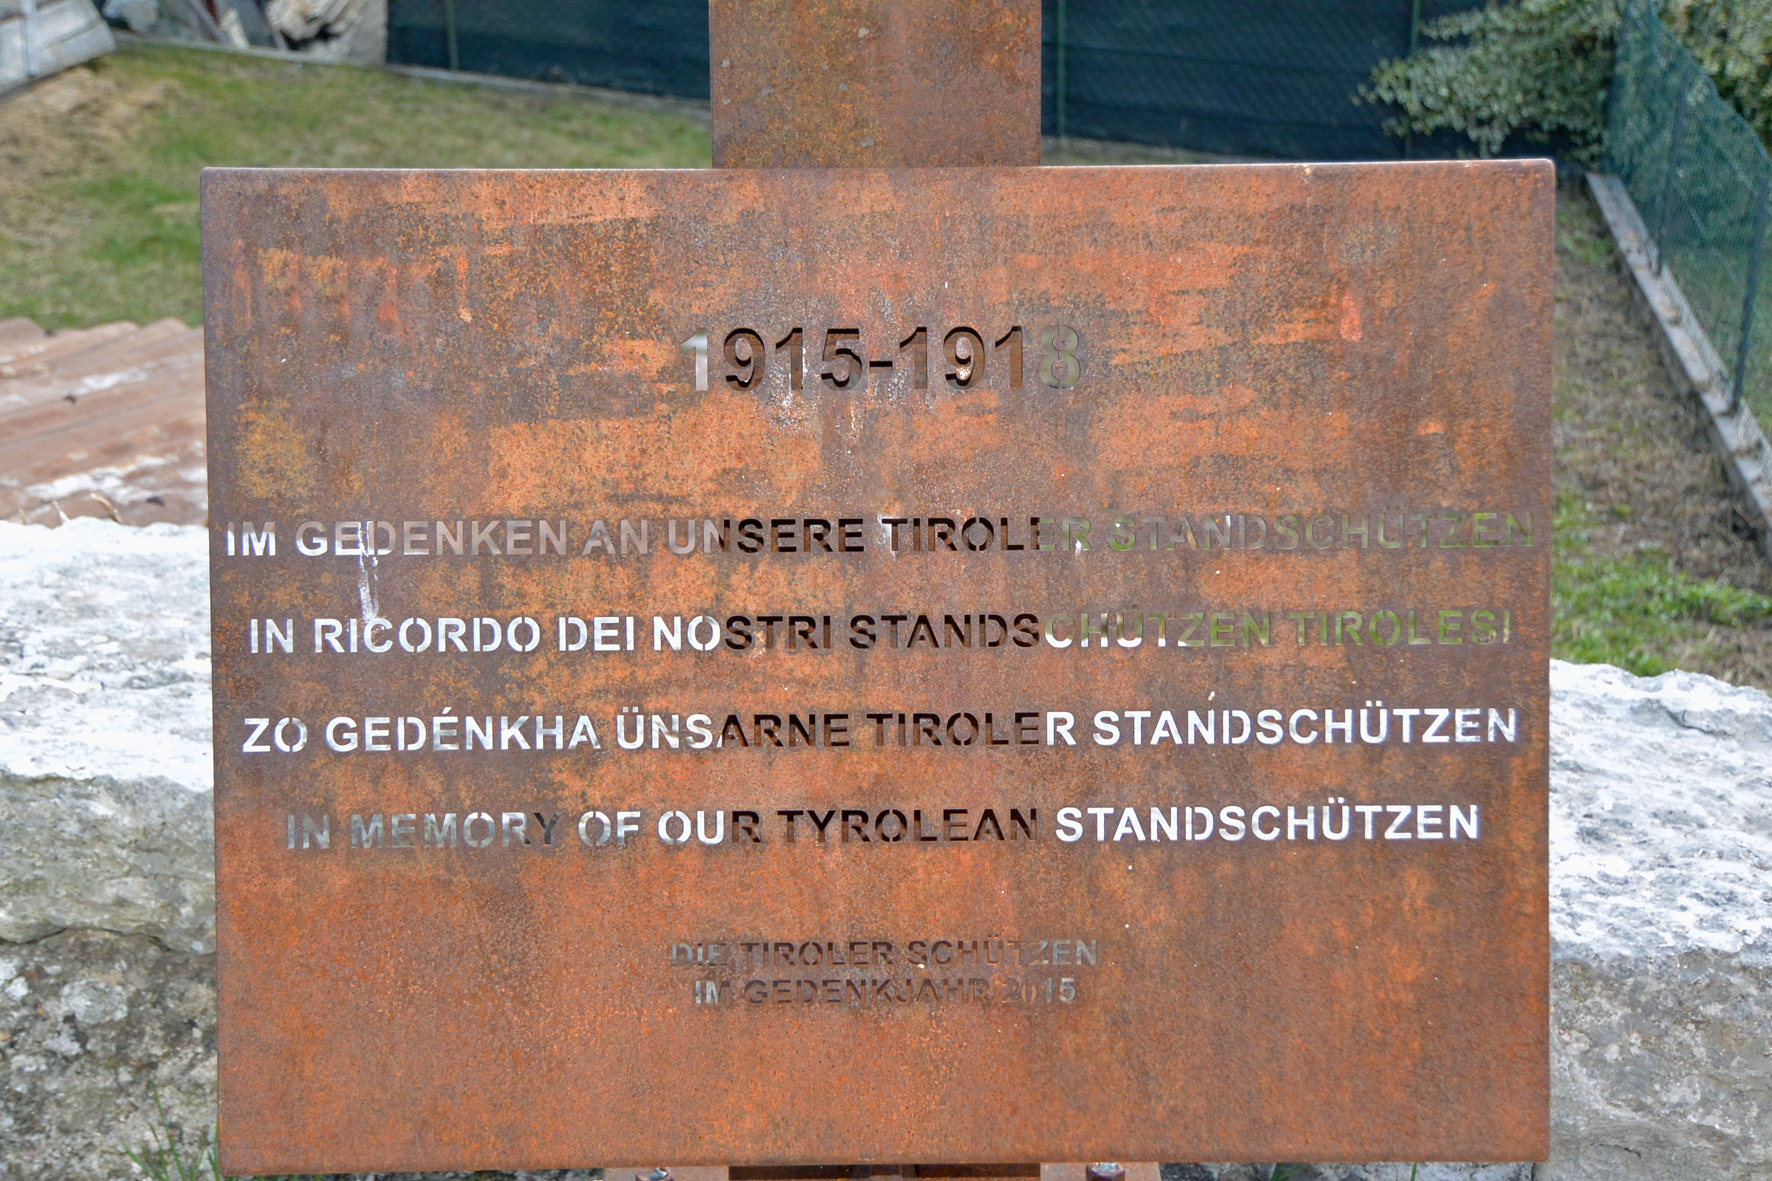 1915-1918
IM GEDENKEN AN UNSERE TIROLER STANDSCHÜTZEN
IN RICORDO DEI NOSTRI STANDSCHÜTZEN TIROLESI
ZO GEDÉNKHA ÜNSARNE TIROLER STANDSCHÜTZEN
IN MEMORY OF OUR TYROLEAN STANDSCHÜTZEN
DIE TIROLER SCHÜTZEN
IM GEDENKJAHR 2015